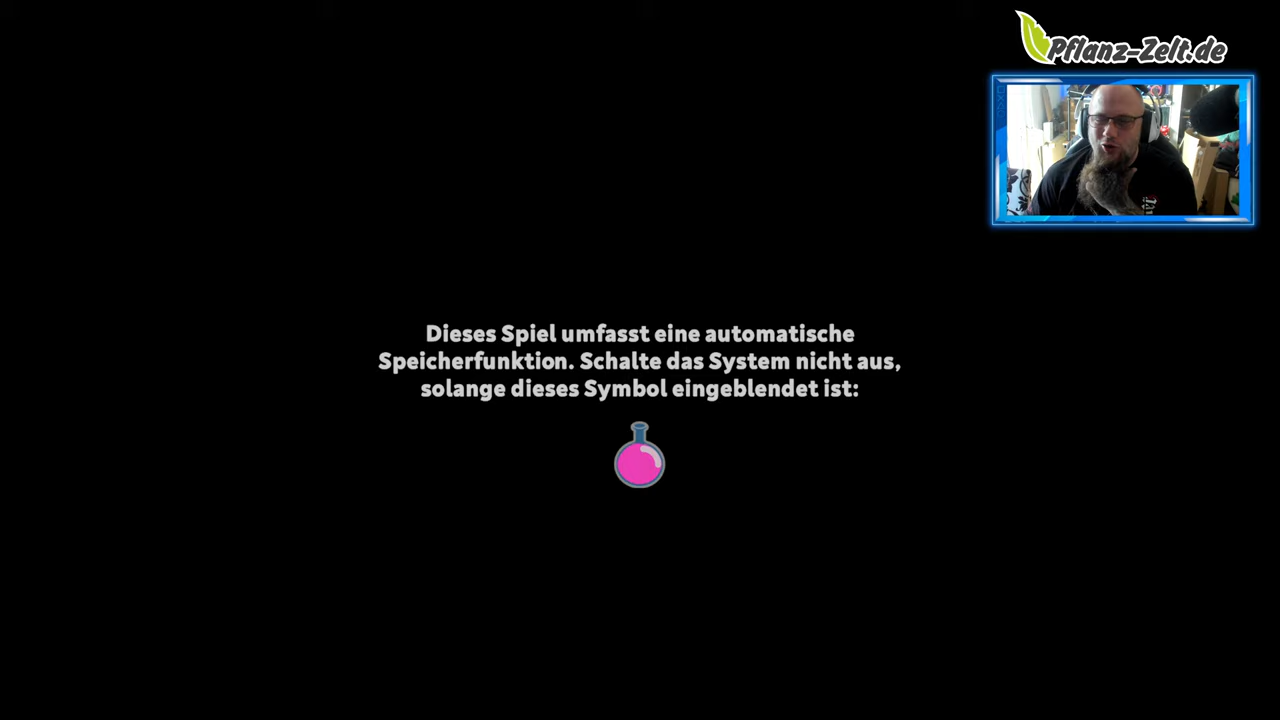 Pflanz-Zelt.de
Dieses Spiel umfasst eine automatische
Speicherfunktion. Schalte das System nicht aus,
solange dieses Symbol eingeblendet ist: